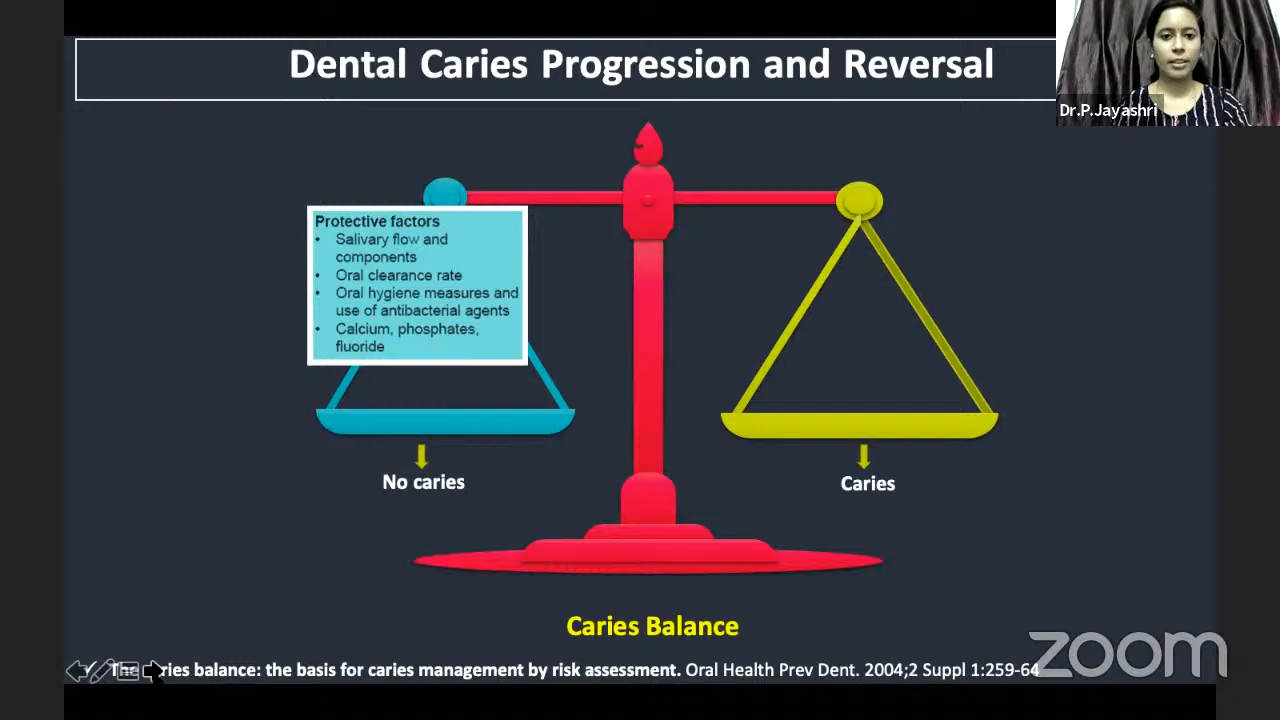 Dental Caries Progression and Reversal
Dr.P.Jayashri
Protective factors
• Salivary flow and
components
• Oral clearance rate
• Oral hygiene measures and
use of antibacterial agents
• Calcium, phosphates,
fluoride
No caries
Caries
Caries Balance
balance: the basis for caries management by risk assessment. Oral Health Prev Dent. 2004;2 Suppl 1:259-64
zoom